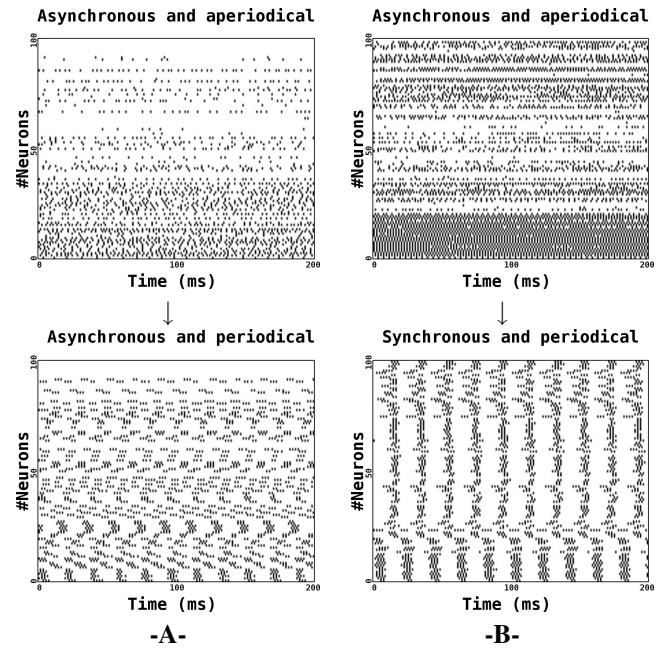 Asynchronous and aperiodical
#Neurons
0 50 100
0 100 200
Time (ms)
↓
Asynchronous and periodical
#Neurons
0 50 100
0 100 200
Time (ms)
-A-
Asynchronous and aperiodical
#Neurons
0 50 100
0 100 200
Time (ms)
↓
Synchronous and periodical
#Neurons
0 50 100
0 100 200
Time (ms)
-B-